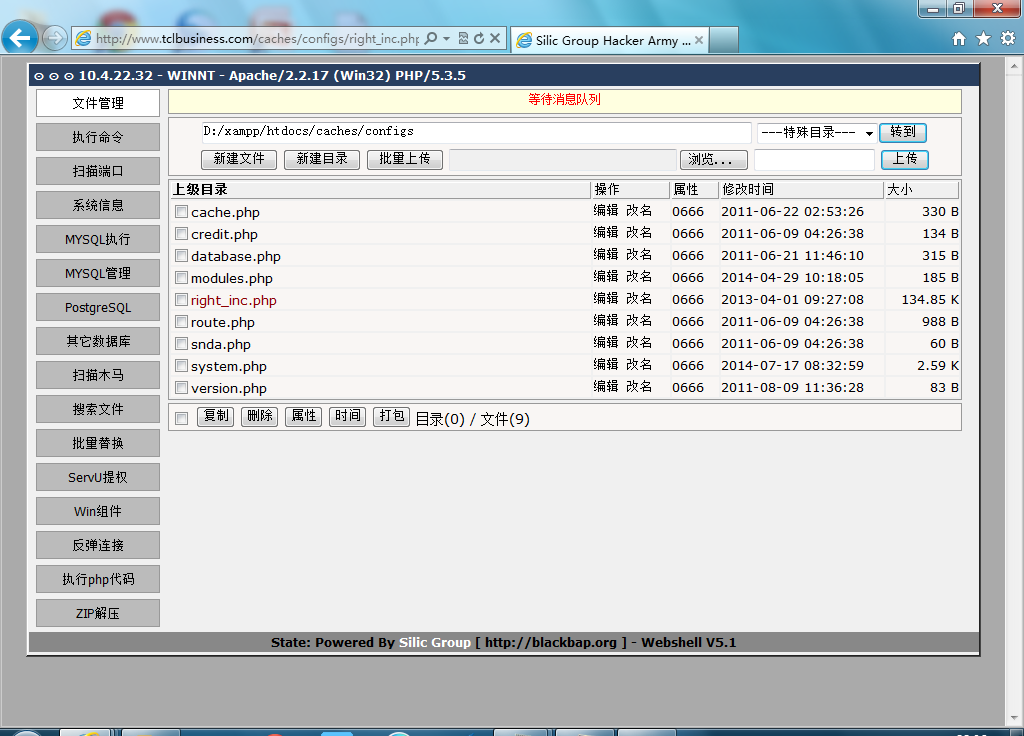 http://www.tclbusiness.com/caches/configs/right_inc.php
Silic Group Hacker Army ...
⊙ ⊙ ⊙ 10.4.22.32 - WINNT - Apache/2.2.17 (Win32) PHP/5.3.5
文件管理
执行命令
扫描端口
系统信息
MYSQL执行
MYSQL管理
PostgreSQL
其它数据库
扫描木马
搜索文件
批量替换
ServU提权
Win组件
反弹连接
执行php代码
ZIP解压
等待消息队列
D:/xampp/htdocs/caches/configs ---特殊目录--- 转到
新建文件 新建目录 批量上传 浏览... 上传
上级目录 操作 属性 修改时间 大小
cache.php 编辑 改名 0666 2011-06-22 02:53:26 330 B
credit.php 编辑 改名 0666 2011-06-09 04:26:38 134 B
database.php 编辑 改名 0666 2011-06-21 11:46:10 315 B
modules.php 编辑 改名 0666 2014-04-29 10:18:05 185 B
right_inc.php 编辑 改名 0666 2013-04-01 09:27:08 134.85 K
route.php 编辑 改名 0666 2011-06-09 04:26:38 988 B
snda.php 编辑 改名 0666 2011-06-09 04:26:38 60 B
system.php 编辑 改名 0666 2014-07-17 08:32:59 2.59 K
version.php 编辑 改名 0666 2011-08-09 11:36:28 83 B
复制 删除 属性 时间 打包 目录(0) / 文件(9)
State: Powered By Silic Group [ http://blackbap.org ] - Webshell V5.1